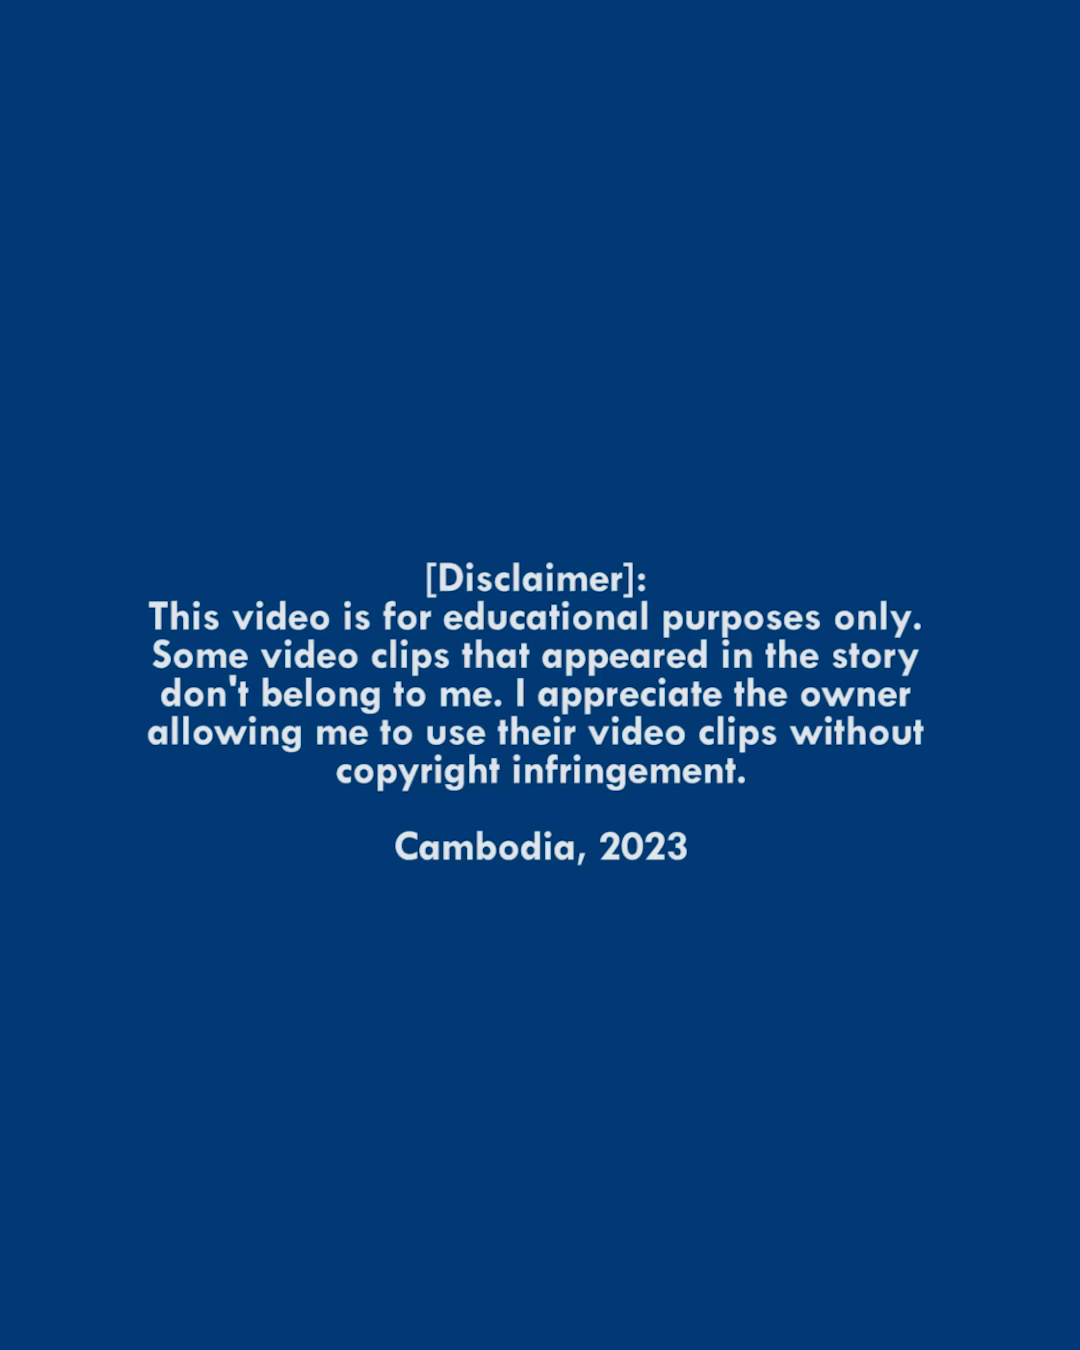 [Disclaimer]:
This video is for educational purposes only.
Some video clips that appeared in the story
don't belong to me. I appreciate the owner
allowing me to use their video clips without
copyright infringement.
Cambodia, 2023